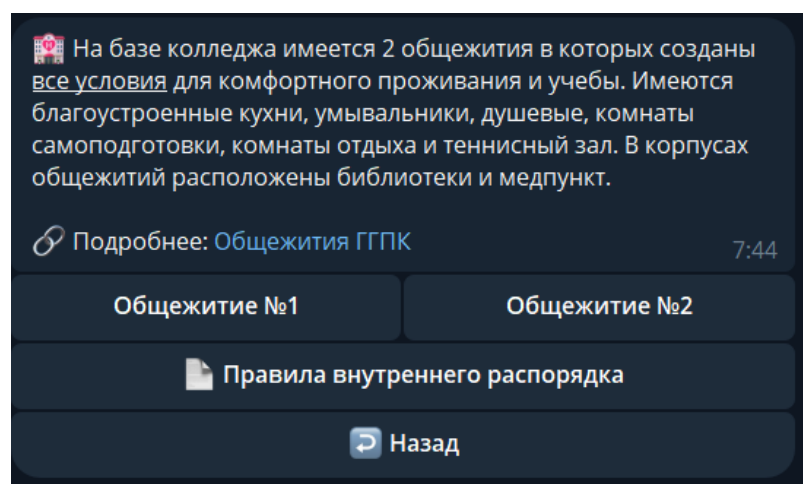 🏩 На базе колледжа имеется 2 общежития в которых созданы
все условия для комфортного проживания и учебы. Имеются
благоустроенные кухни, умывальники, душевые, комнаты
самоподготовки, комнаты отдыха и теннисный зал. В корпусах
общежитий расположены библиотеки и медпункт.
🔗 Подробнее: Общежития ГГПК
7:44
Общежитие №1
Общежитие №2
📄 Правила внутреннего распорядка
↩️ Назад